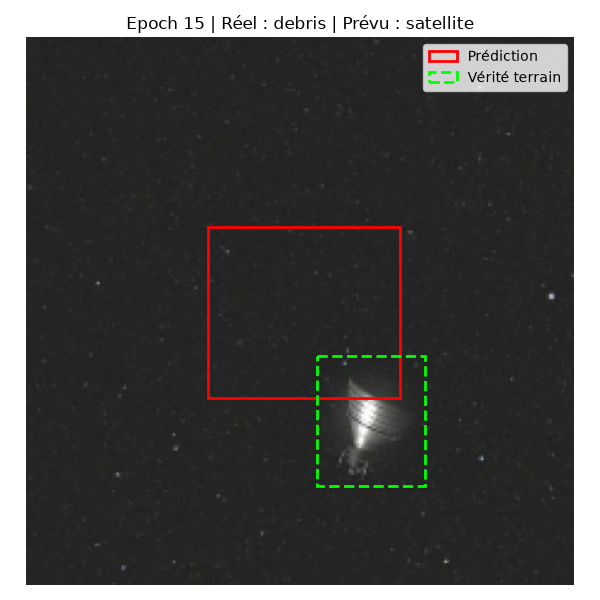 Epoch 15 | Réel : debris | Prévu : satellite
Prédiction
Vérité terrain